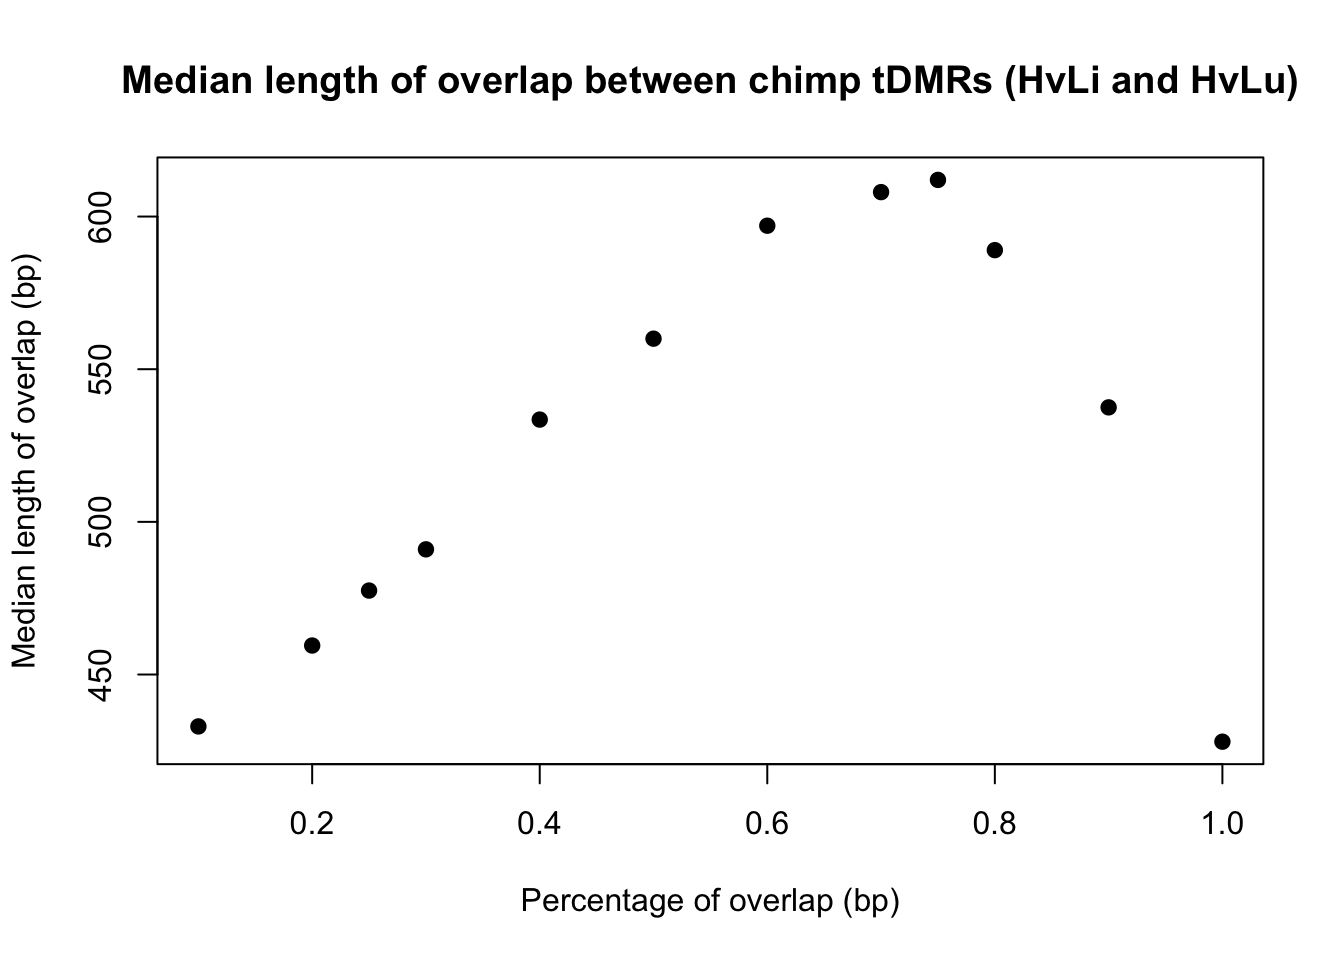 Median length of overlap between chimp tDMRs (HvLi and HvLu)
Median length of overlap (bp)
600
550
500
450
0.2 0.4 0.6 0.8 1.0
Percentage of overlap (bp)